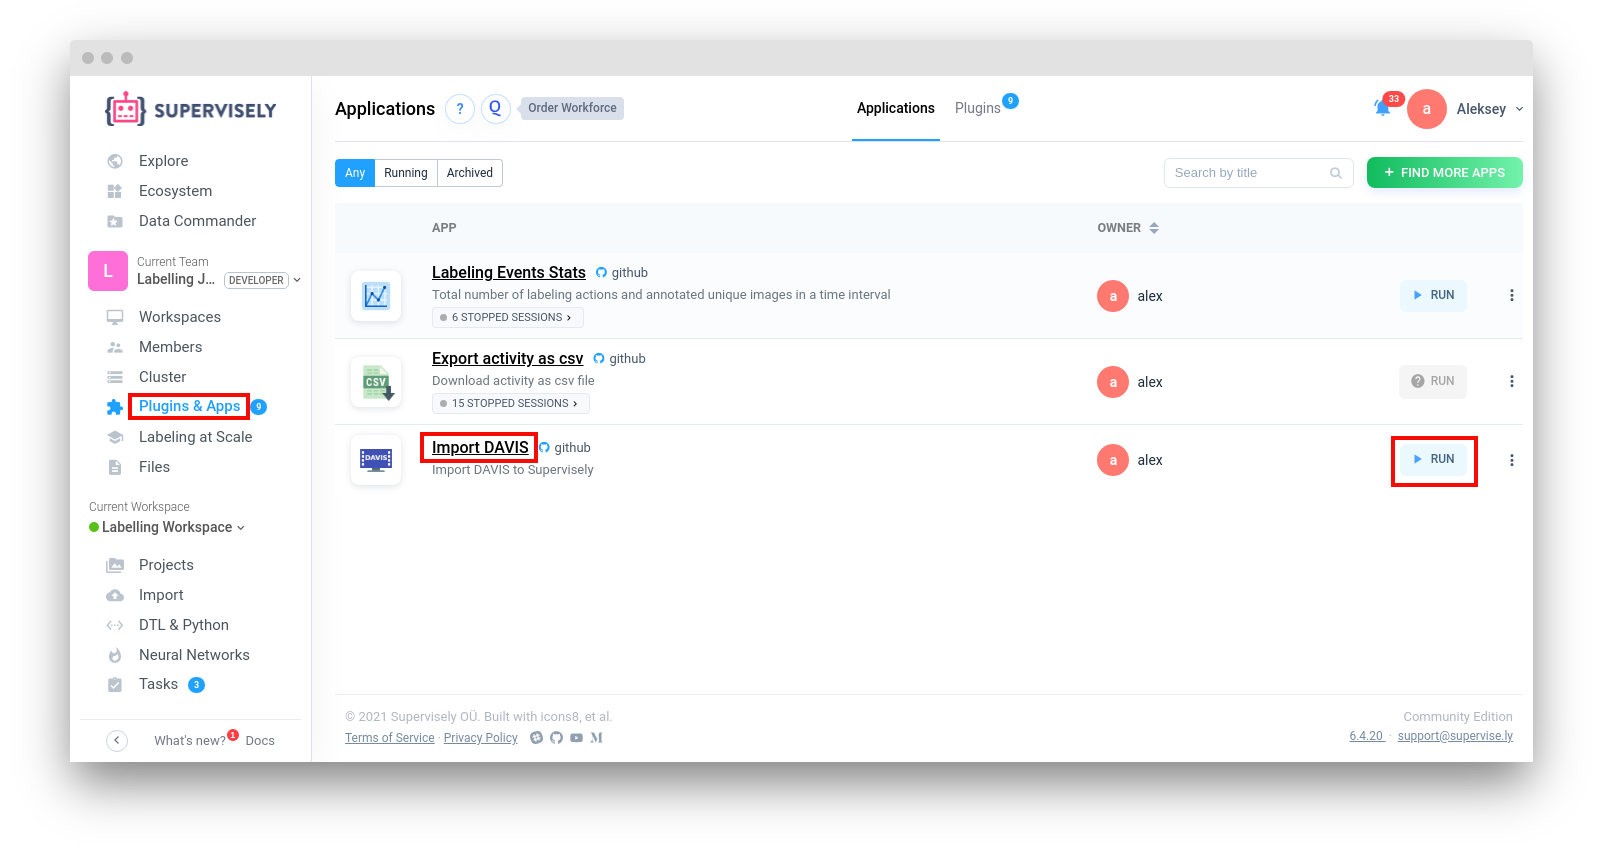 SUPERVISELY
Explore
Ecosystem
Data Commander
L
Current Team
Labelling J... DEVELOPER
Workspaces
Members
Cluster
Plugins & Apps 9
Labeling at Scale
Files
Current Workspace
Labelling Workspace
Projects
Import
DTL & Python
Neural Networks
Tasks 3
What's new? 1 Docs
Applications ? Q Order Workforce
Applications Plugins 9
33 a Aleksey
Any Running Archived
Search by title
+ FIND MORE APPS
APP OWNER
Labeling Events Stats github
Total number of labeling actions and annotated unique images in a time interval
6 STOPPED SESSIONS
a alex
RUN
CSV
Export activity as csv github
Download activity as csv file
15 STOPPED SESSIONS
a alex
? RUN
DAVIS
Import DAVIS github
Import DAVIS to Supervisely
a alex
RUN
© 2021 Supervisely OÜ. Built with icons8, et al.
Terms of Service · Privacy Policy
Community Edition
6.4.20 · support@supervise.ly